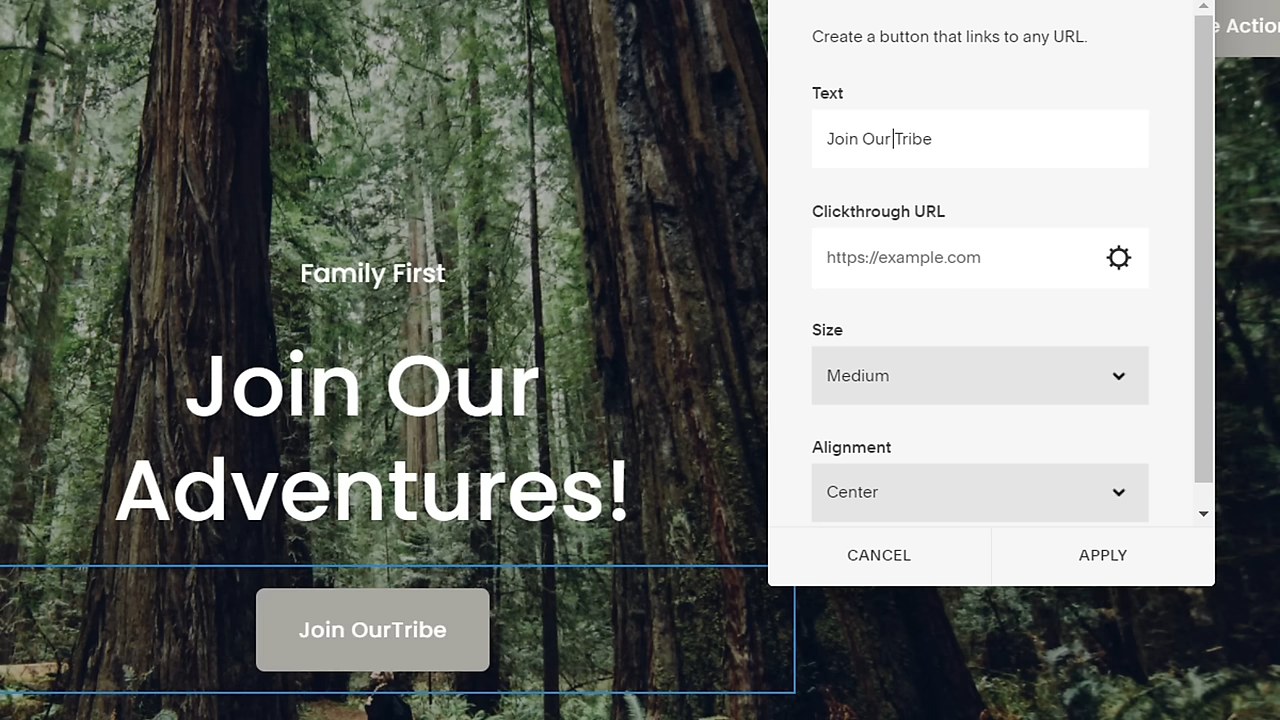 Create a button that links to any URL.
Text
Join OurTribe
Clickthrough URL
https://example.com
Size
Medium
Alignment
Center
CANCEL
APPLY
Action
Family First
Join Our
Adventures!
Join OurTribe